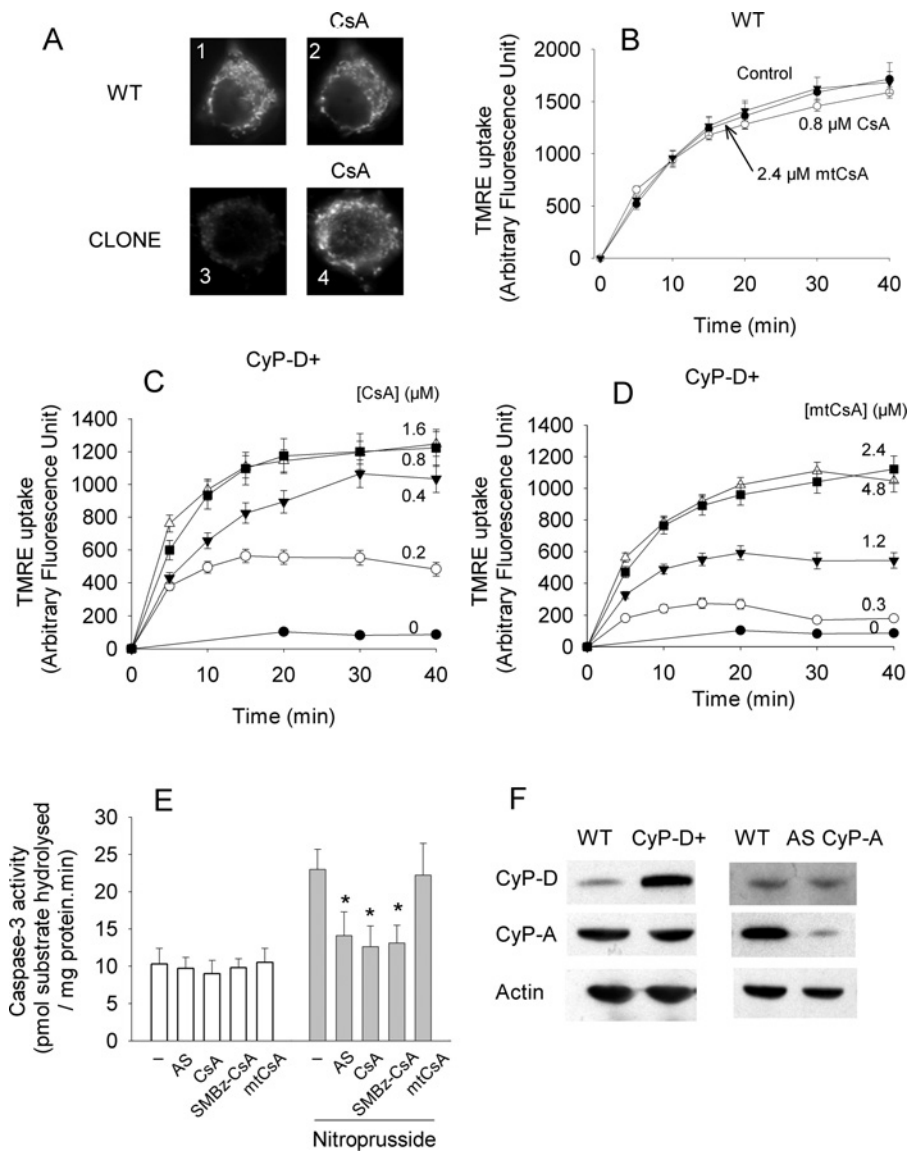 A
CsA
1
2
WT
CsA
CLONE
3
4
B
WT
2000
1500
1000
500
0
TMRE uptake
(Arbitrary Fluorescence Unit)
Control
0.8 µM CsA
2.4 µM mtCsA
0 10 20 30 40
Time (min)
CyP-D+
C
[CsA] (µM)
1400
1200
1000
800
600
400
200
0
TMRE uptake
(Arbitrary Fluorescence Unit)
1.6
0.8
0.4
0.2
0
0 10 20 30 40
Time (min)
CyP-D+
D
[mtCsA] (µM)
1400
1200
1000
800
600
400
200
0
TMRE uptake
(Arbitrary Fluorescence Unit)
2.4
4.8
1.2
0.3
0
0 10 20 30 40
Time (min)
E
30
25
20
15
10
5
0
Caspase-3 activity
(pmol substrate hydrolysed
/ mg protein.min)
* * *
– AS CsA SMBz-CsA mtCsA
– AS CsA SMBz-CsA mtCsA
Nitroprusside
F
WT CyP-D+ WT AS CyP-A
CyP-D
CyP-A
Actin